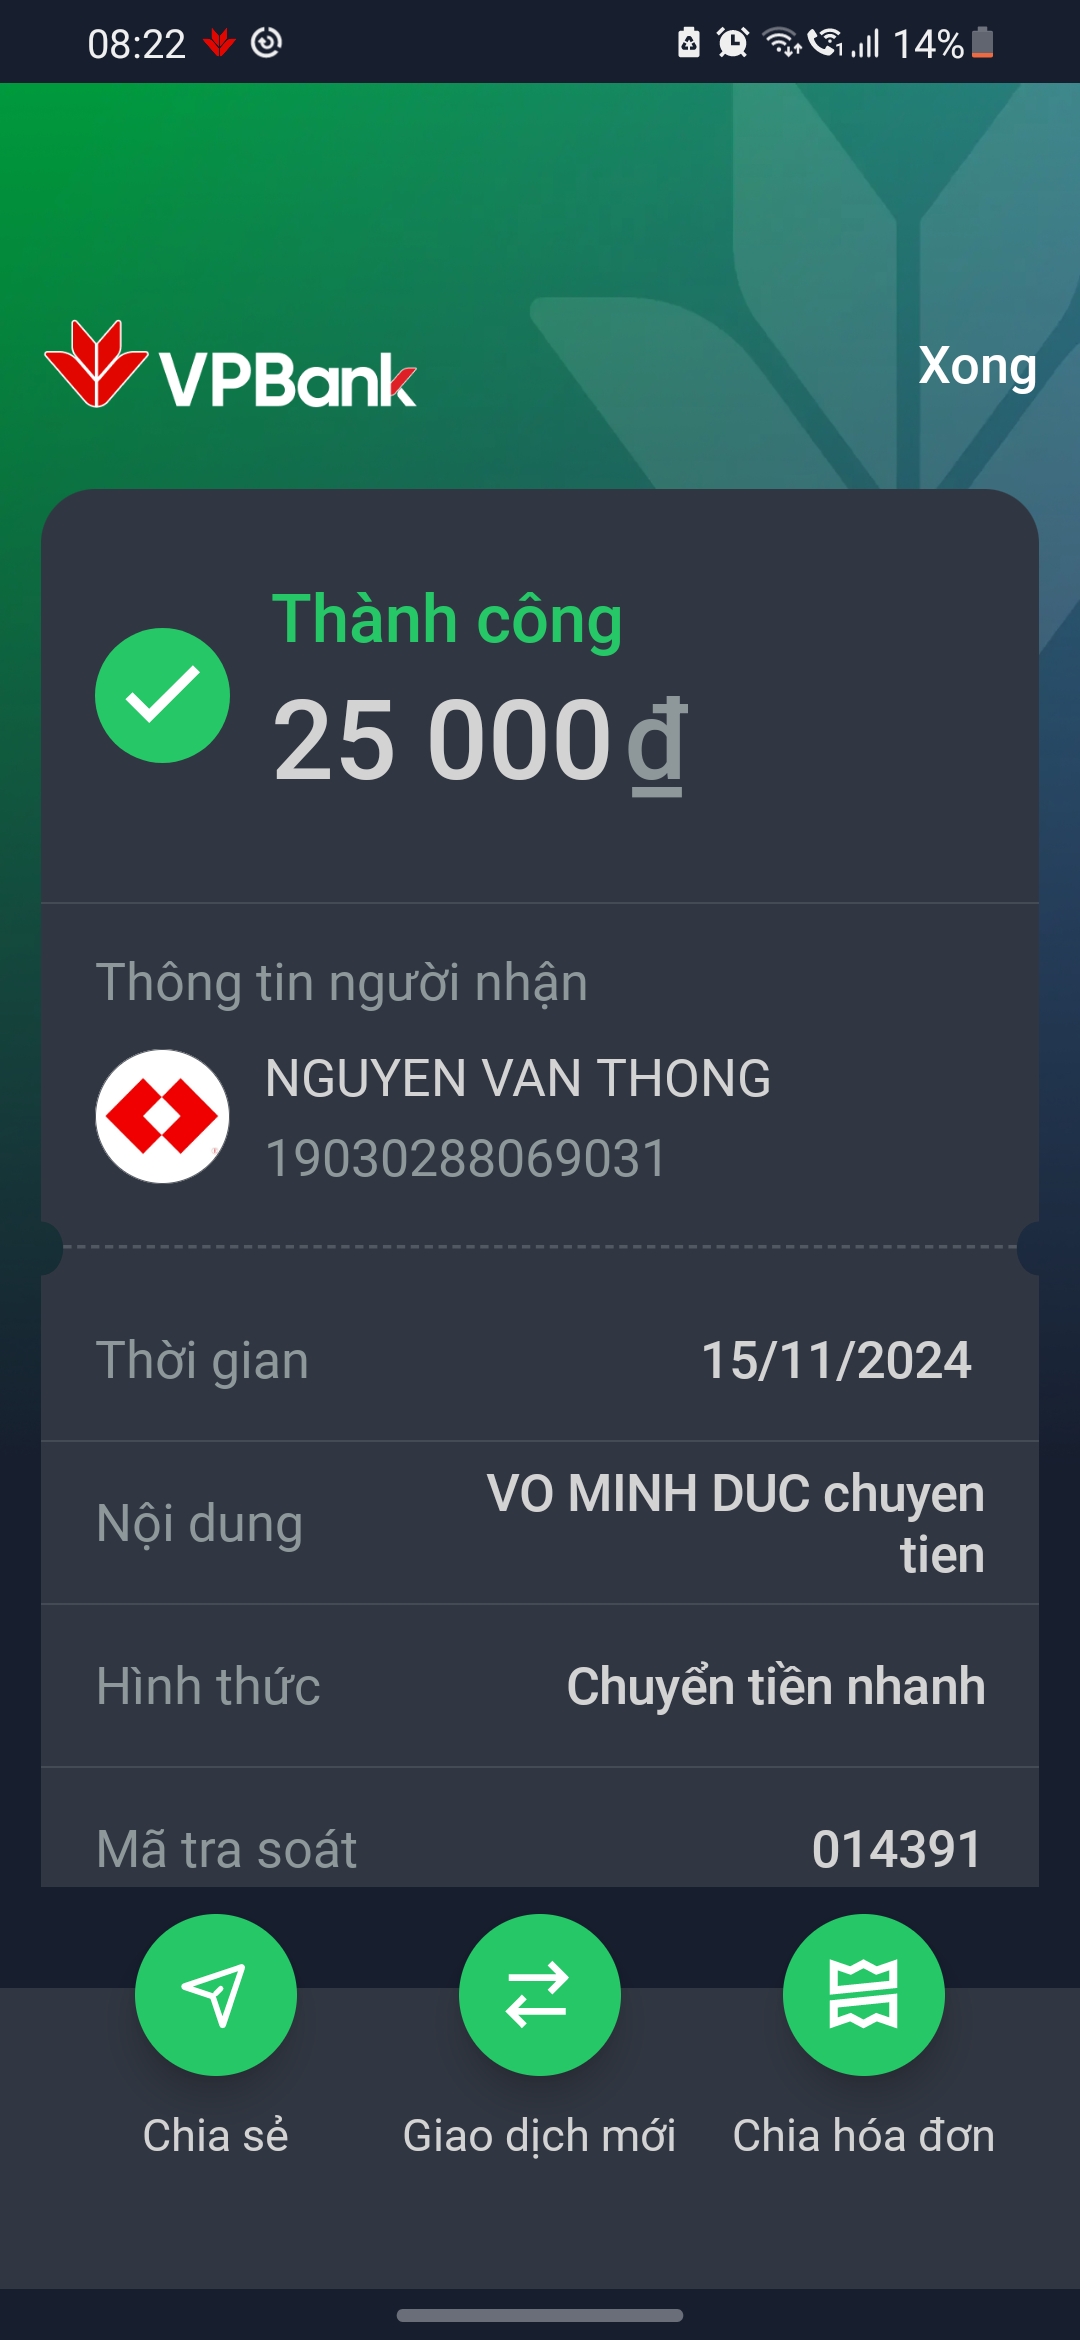 08:22
1 14%
VPBank
Xong
Thành công
25 000 đ
Thông tin người nhận
NGUYEN VAN THONG
19030288069031
Thời gian
15/11/2024
Nội dung
VO MINH DUC chuyen
tien
Hình thức
Chuyển tiền nhanh
Mã tra soát
014391
Chia sẻ
Giao dịch mới
Chia hóa đơn